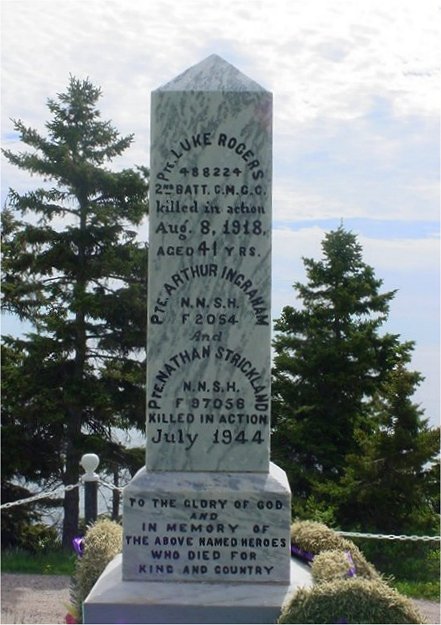 PTE. LUKE ROGERS
488224
2ND BATT. C.M.G.C.
killed in action
Aug. 8, 1918,
AGED 41 YRS.
PTE. ARTHUR INGRAHAM
N.N.S.H.
F 2054
And
PTE. NATHAN STRICKLAND
N.N.S.H.
F 97056
KILLED IN ACTION
July 1944
TO THE GLORY OF GOD
AND
IN MEMORY OF
THE ABOVE NAMED HEROES
WHO DIED FOR
KING AND COUNTRY